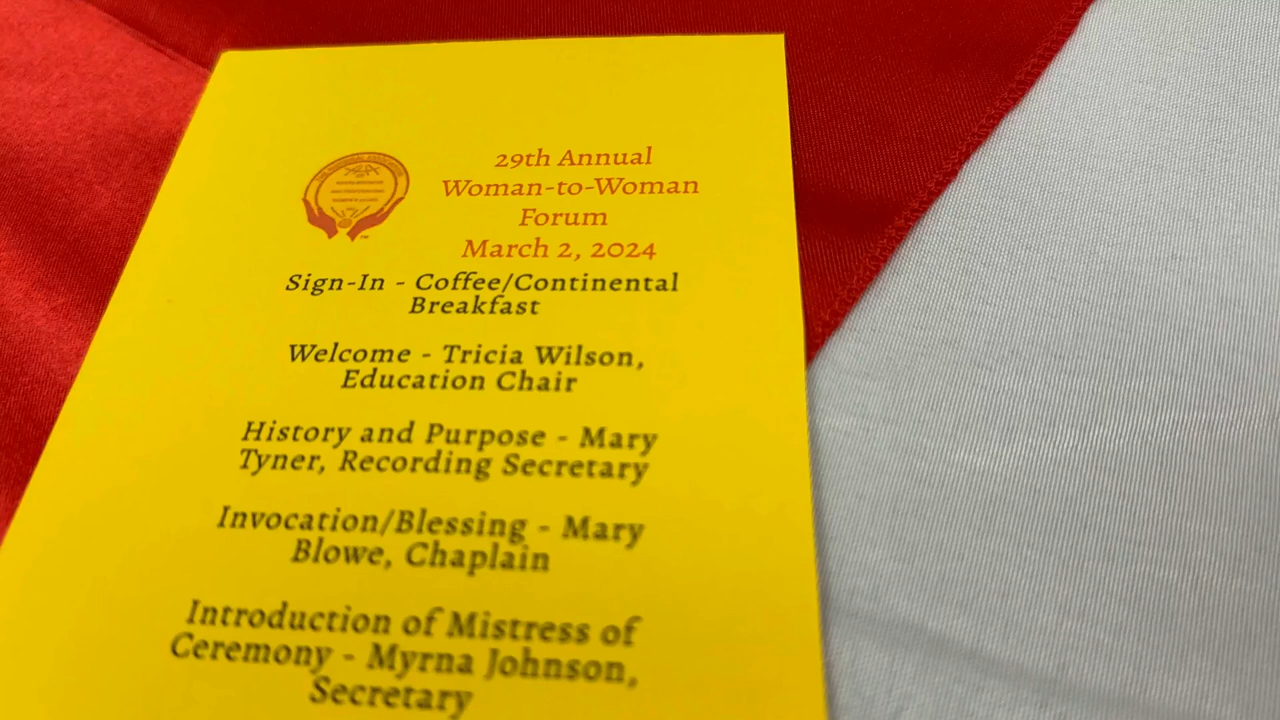 29th Annual
Woman-to-Woman
Forum
March 2, 2024
Sign-In - Coffee/Continental
Breakfast
Welcome - Tricia Wilson,
Education Chair
History and Purpose - Mary
Tyner, Recording Secretary
Invocation/Blessing - Mary
Blowe, Chaplain
Introduction of Mistress of
Ceremony - Myrna Johnson,
Secretary